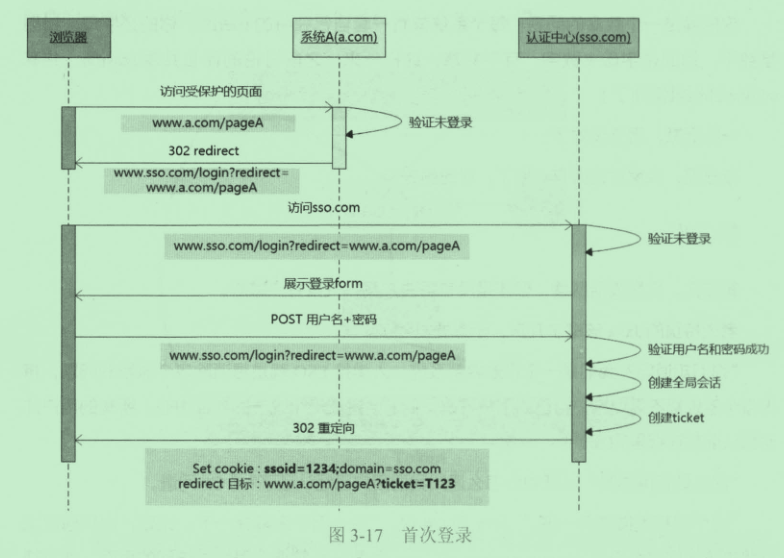 浏览器
系统A(a.com)
认证中心(sso.com)
访问受保护的页面
www.a.com/pageA
验证未登录
302 redirect
www.sso.com/login?redirect=
www.a.com/pageA
访问sso.com
www.sso.com/login?redirect=www.a.com/pageA
验证未登录
展示登录form
POST 用户名+密码
www.sso.com/login?redirect=www.a.com/pageA
验证用户名和密码成功
创建全局会话
创建ticket
302 重定向
Set cookie : ssoid=1234;domain=sso.com
redirect 目标 : www.a.com/pageA?ticket=T123
图 3-17 首次登录